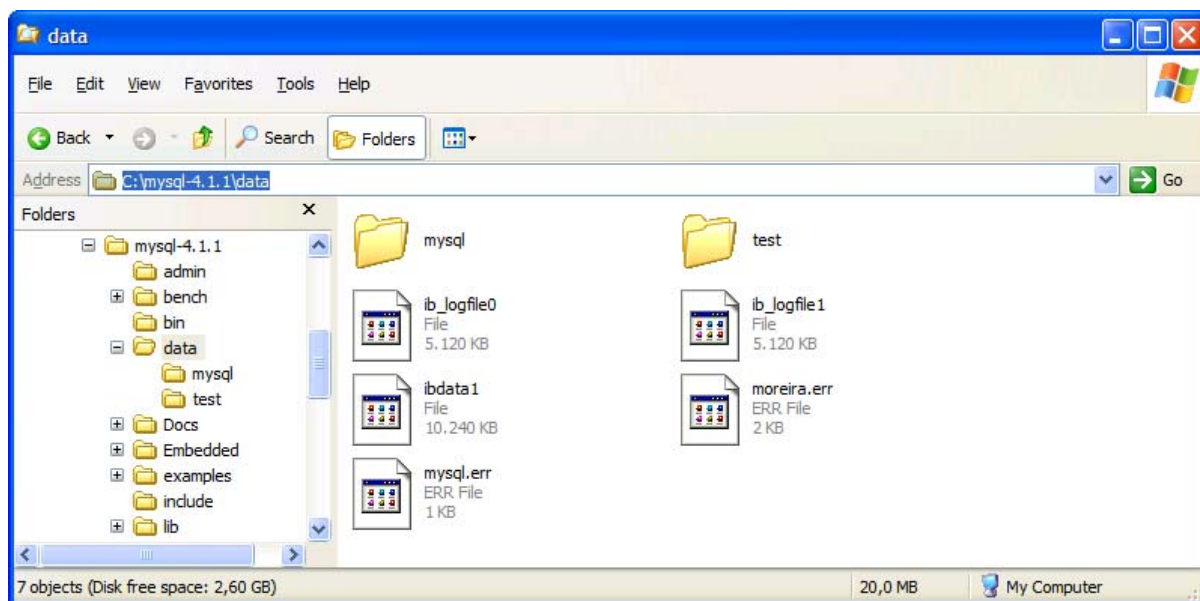 data
File Edit View Favorites Tools Help
Back Search Folders
Address C:\mysql-4.1.1\data Go
Folders x
mysql-4.1.1
admin
bench
bin
data
mysql
test
Docs
Embedded
examples
include
lib
mysql
test
ib_logfile0
File
5.120 KB
ib_logfile1
File
5.120 KB
ibdata1
File
10.240 KB
moreira.err
ERR File
2 KB
mysql.err
ERR File
1 KB
7 objects (Disk free space: 2,60 GB) 20,0 MB My Computer